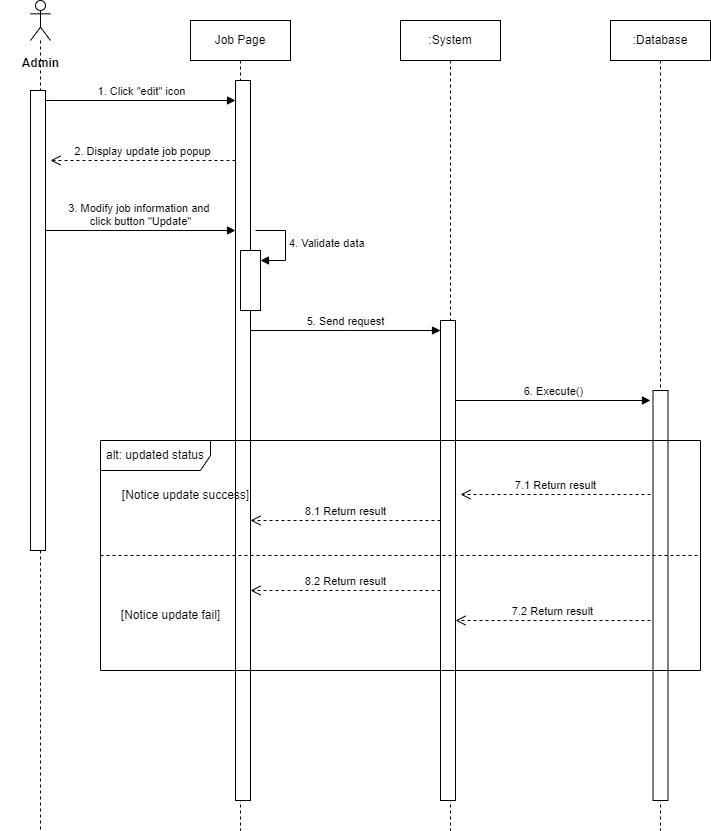 Job Page
:System
:Database
Admin
1. Click "edit" icon
2. Display update job popup
3. Modify job information and
click button "Update"
4. Validate data
5. Send request
6. Execute()
alt: updated status
7.1 Return result
[Notice update success]
8.1 Return result
8.2 Return result
7.2 Return result
[Notice update fail]